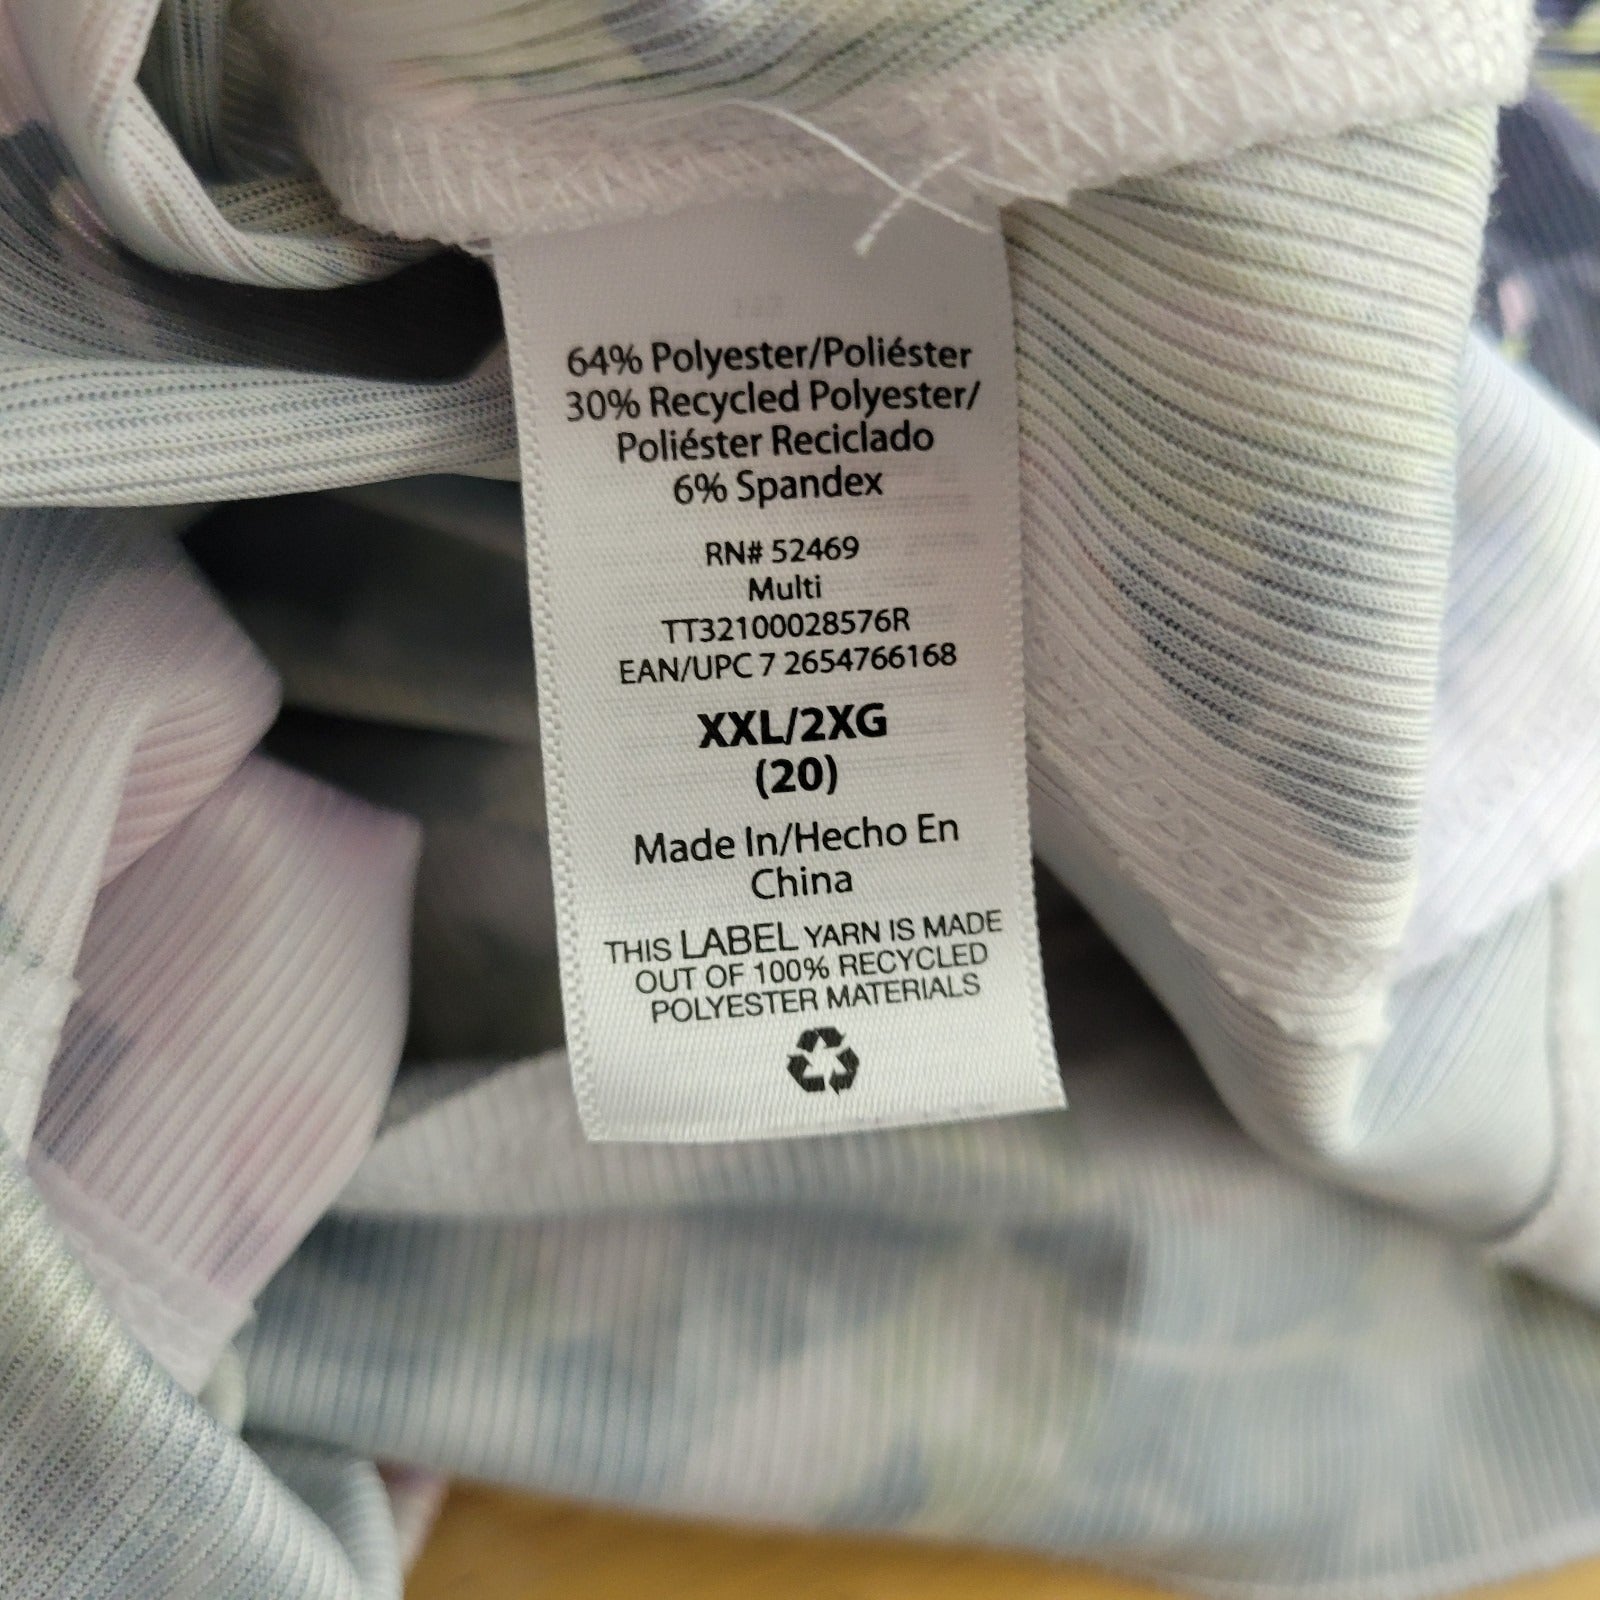 64% Polyester/Poliéster
30% Recycled Polyester/
Poliéster Reciclado
6% Spandex
RN# 52469
Multi
TT32100028576R
EAN/UPC 7 2654766168
XXL/2XG
(20)
Made In/Hecho En
China
THIS LABEL YARN IS MADE
OUT OF 100% RECYCLED
POLYESTER MATERIALS